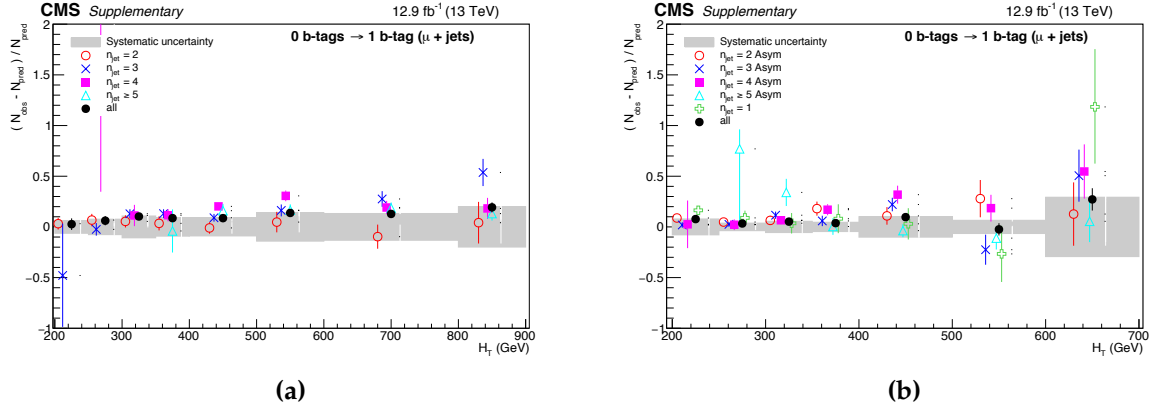 CMS Supplementary 12.9 fb⁻¹ (13 TeV)
0 b-tags → 1 b-tag (μ + jets)
Systematic uncertainty
n_jet = 2
n_jet = 3
n_jet = 4
n_jet ≥ 5
all
(N_obs - N_pred) / N_pred
2
1.5
1
0.5
0
−0.5
−1
200 300 400 500 600 700 800 900
H_T (GeV)
(a)
CMS Supplementary 12.9 fb⁻¹ (13 TeV)
0 b-tags → 1 b-tag (μ + jets)
Systematic uncertainty
n_jet = 2 Asym
n_jet = 3 Asym
n_jet = 4 Asym
n_jet ≥ 5 Asym
n_jet = 1
all
(N_obs - N_pred) / N_pred
2
1.5
1
0.5
0
−0.5
−1
200 300 400 500 600 700
H_T (GeV)
(b)